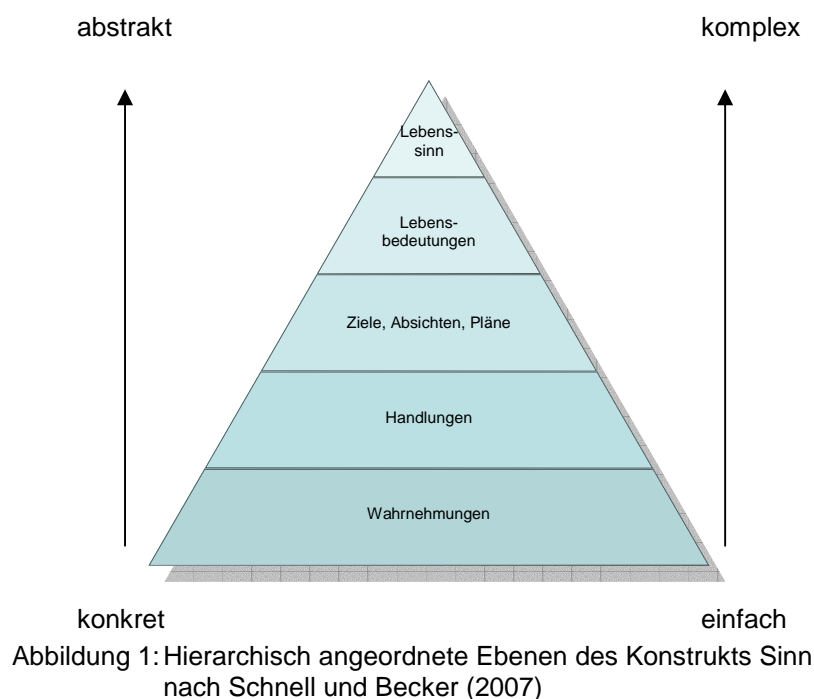 abstrakt
komplex
Lebens-
sinn
Lebens-
bedeutungen
Ziele, Absichten, Pläne
Handlungen
Wahrnehmungen
konkret
einfach
Abbildung 1: Hierarchisch angeordnete Ebenen des Konstrukts Sinn
nach Schnell und Becker (2007)